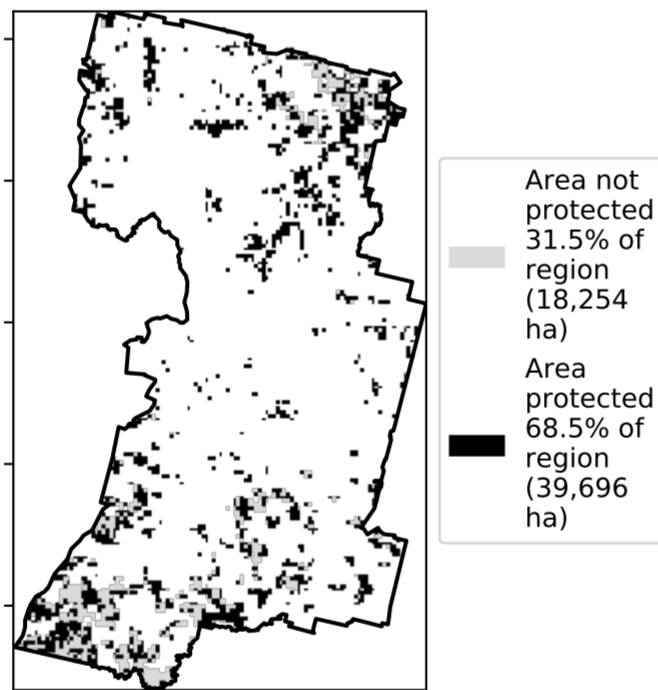 Area not
protected
31.5% of
region
(18,254
ha)
Area
protected
68.5% of
region
(39,696
ha)